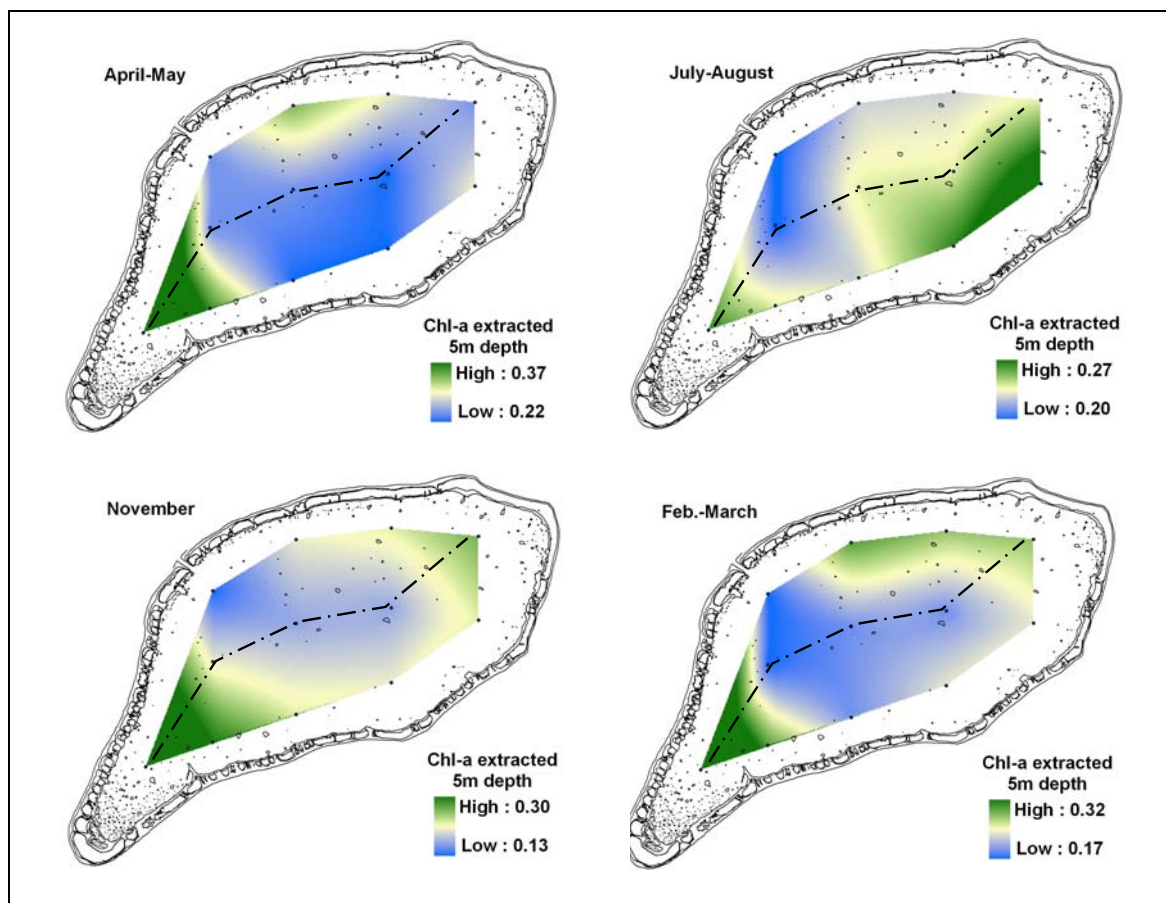 April-May
Chl-a extracted
5m depth
High : 0.37
Low : 0.22
July-August
Chl-a extracted
5m depth
High : 0.27
Low : 0.20
November
Chl-a extracted
5m depth
High : 0.30
Low : 0.13
Feb.-March
Chl-a extracted
5m depth
High : 0.32
Low : 0.17